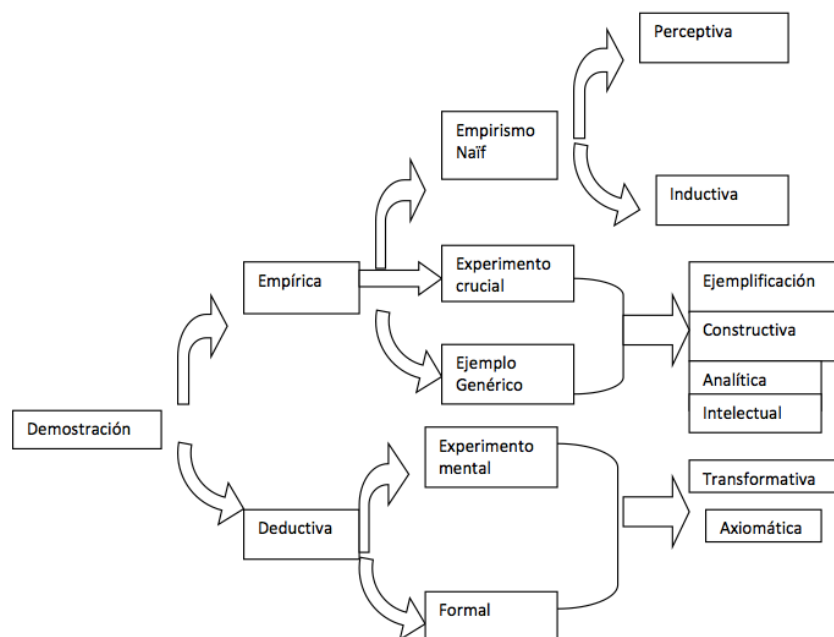 Perceptiva
Empirismo
Naïf
Inductiva
Empírica
Experimento
crucial
Ejemplificación
Constructiva
Ejemplo
Genérico
Analítica
Intelectual
Demostración
Experimento
mental
Transformativa
Deductiva
Axiomática
Formal